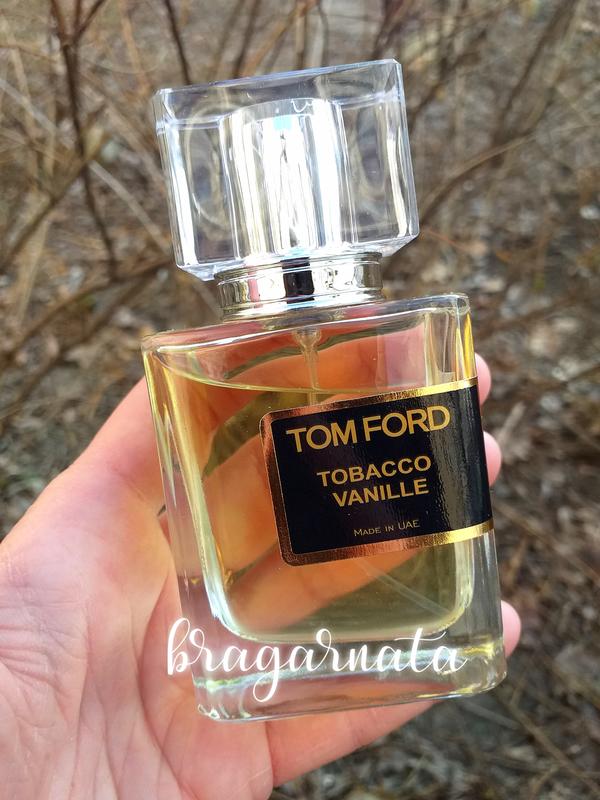 TOM FORD
TOBACCO
VANILLE
MADE IN UAE
bragarnata